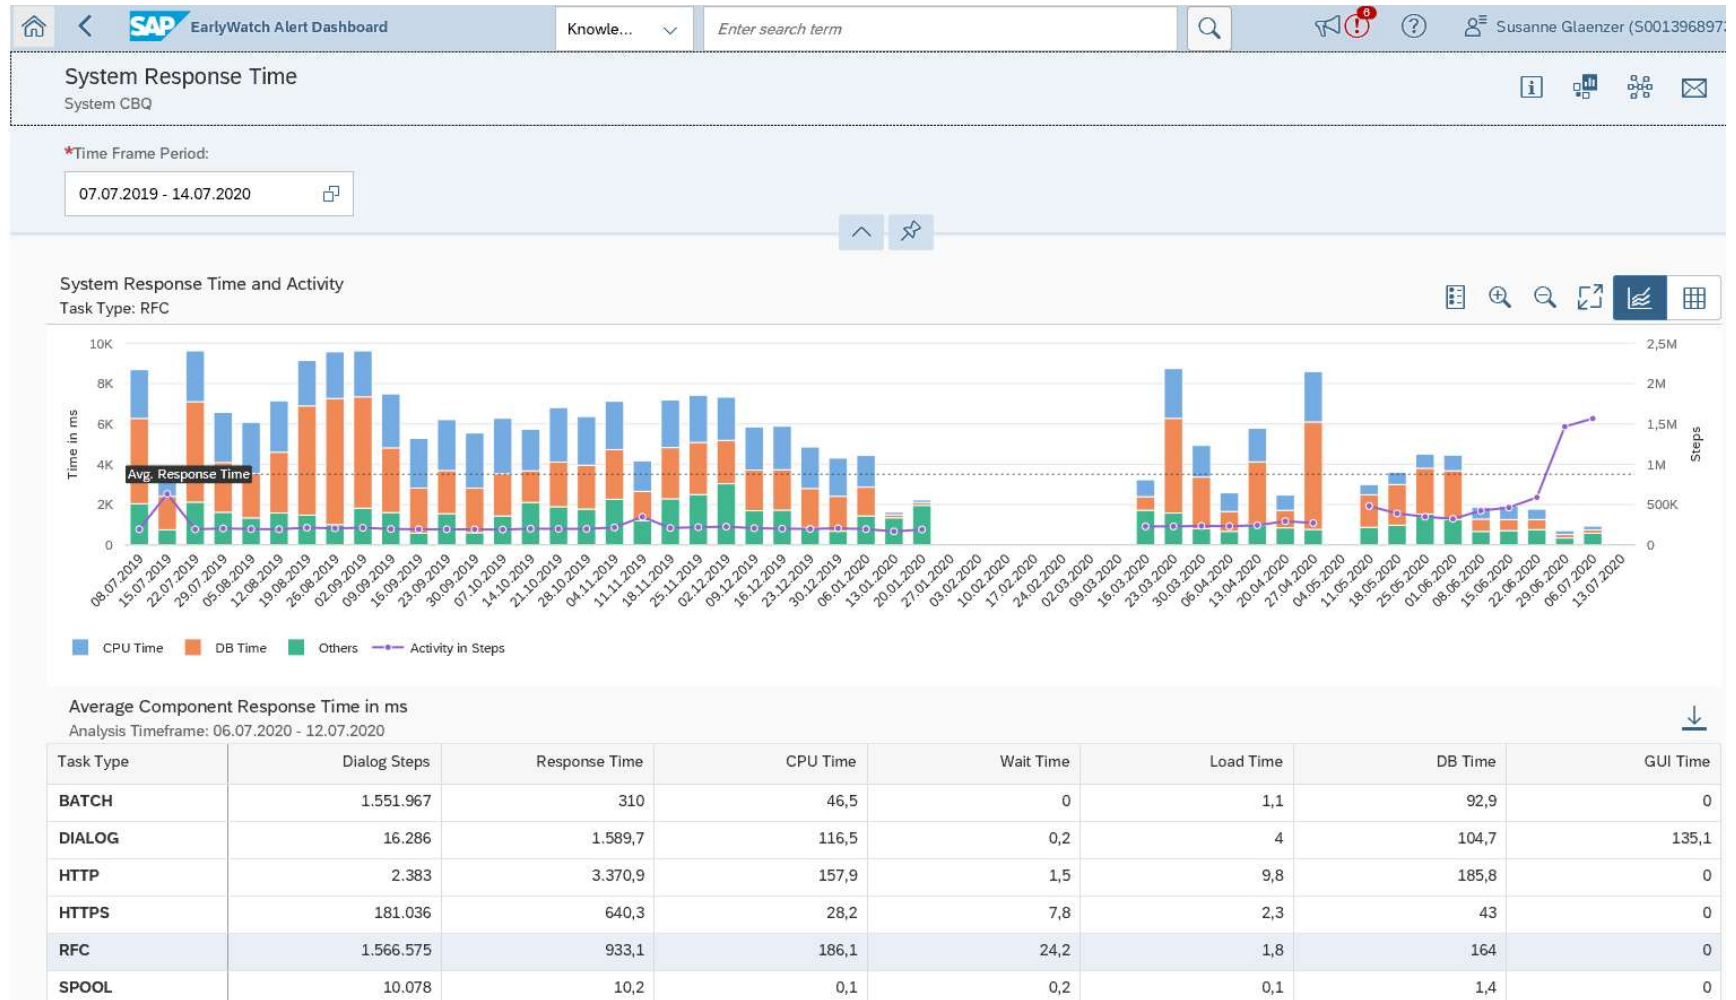 SAP EarlyWatch Alert Dashboard Knowle... Enter search term 6 Susanne Glaenzer (S001396897
System Response Time
System CBQ
*Time Frame Period:
07.07.2019 - 14.07.2020
System Response Time and Activity
Task Type: RFC
10K 2,5M
8K 2M
6K 1,5M
4K 1M
2K 500K
0 0
Time in ms
Steps
Avg. Response Time
08.07.2019 15.07.2019 22.07.2019 29.07.2019 05.08.2019 12.08.2019 19.08.2019 26.08.2019 02.09.2019 09.09.2019 16.09.2019 23.09.2019 30.09.2019 07.10.2019 14.10.2019 21.10.2019 28.10.2019 04.11.2019 11.11.2019 18.11.2019 25.11.2019 02.12.2019 09.12.2019 16.12.2019 23.12.2019 30.12.2019 06.01.2020 13.01.2020 20.01.2020 27.01.2020 03.02.2020 10.02.2020 17.02.2020 24.02.2020 02.03.2020 09.03.2020 16.03.2020 23.03.2020 30.03.2020 06.04.2020 13.04.2020 20.04.2020 27.04.2020 04.05.2020 11.05.2020 18.05.2020 25.05.2020 01.06.2020 08.06.2020 15.06.2020 22.06.2020 29.06.2020 06.07.2020 13.07.2020
CPU Time DB Time Others Activity in Steps
Average Component Response Time in ms
Analysis Timeframe: 06.07.2020 - 12.07.2020
Task Type Dialog Steps Response Time CPU Time Wait Time Load Time DB Time GUI Time
BATCH 1.551.967 310 46,5 0 1,1 92,9 0
DIALOG 16.286 1.589,7 116,5 0,2 4 104,7 135,1
HTTP 2.383 3.370,9 157,9 1,5 9,8 185,8 0
HTTPS 181.036 640,3 28,2 7,8 2,3 43 0
RFC 1.566.575 933,1 186,1 24,2 1,8 164 0
SPOOL 10.078 10,2 0,1 0,2 0,1 1,4 0